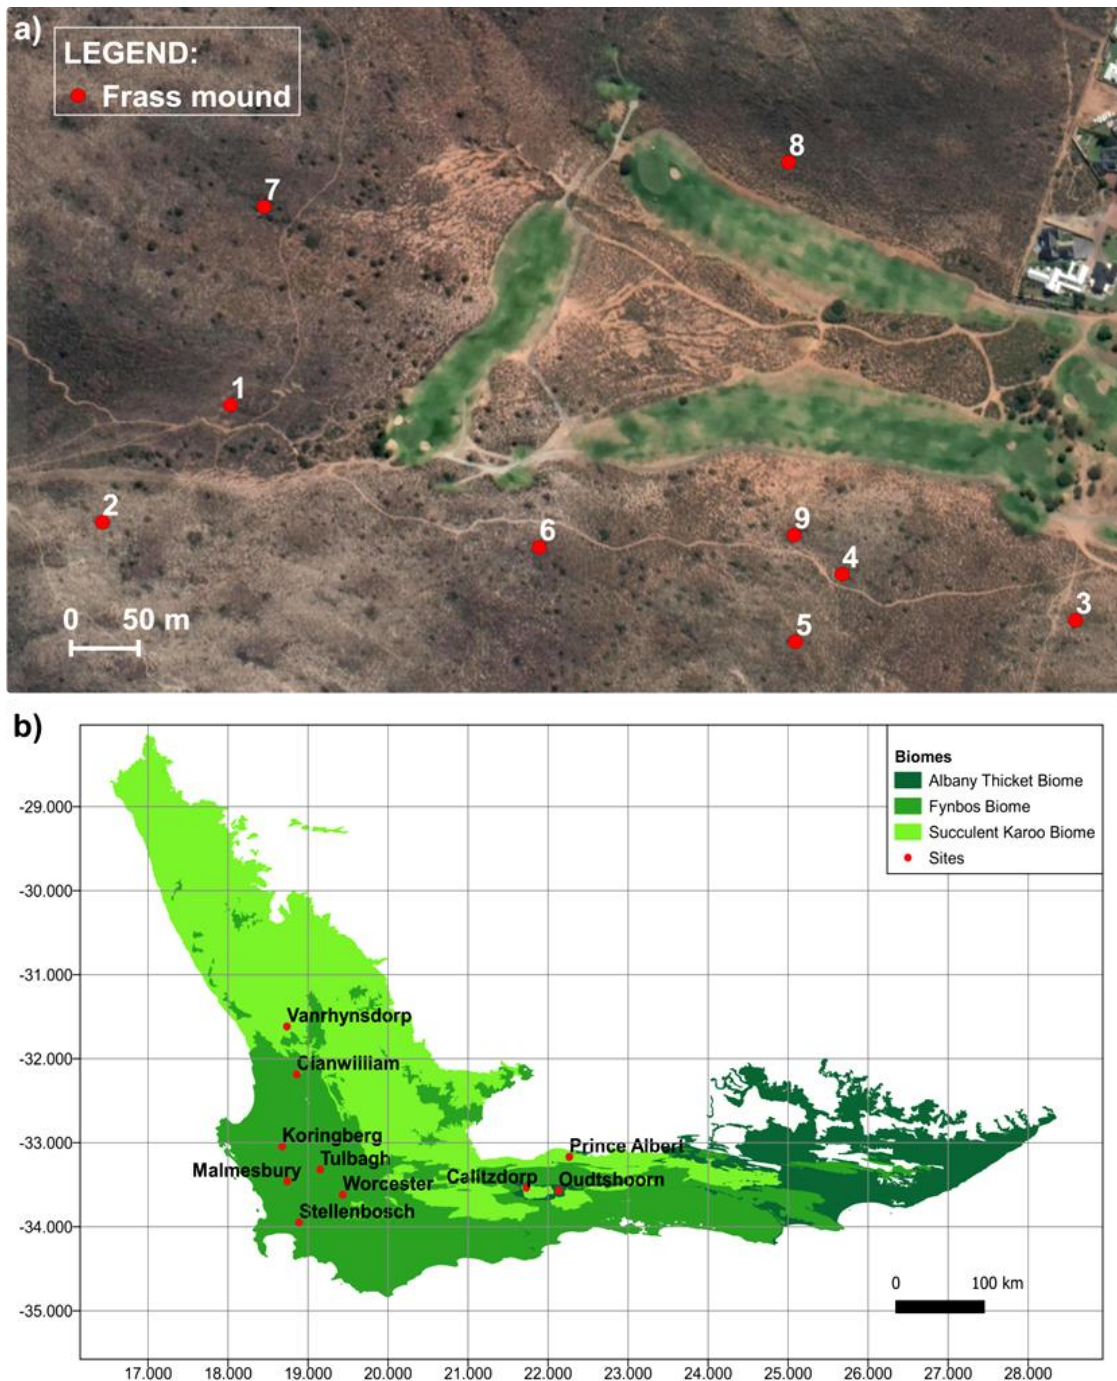 a)
LEGEND:
Frass mound
8
7
1
2
6
9
4
5
3
0 50 m
b)
Biomes
Albany Thicket Biome
Fynbos Biome
Succulent Karoo Biome
Sites
-29.000
-30.000
-31.000
Vanrhynsdorp
-32.000
Clanwilliam
-33.000
Koringberg
Prince Albert
Tulbagh
Malmesbury
Calitzdorp
Oudtshoorn
Worcester
Stellenbosch
-34.000
0 100 km
-35.000
17.000 18.000 19.000 20.000 21.000 22.000 23.000 24.000 25.000 26.000 27.000 28.000